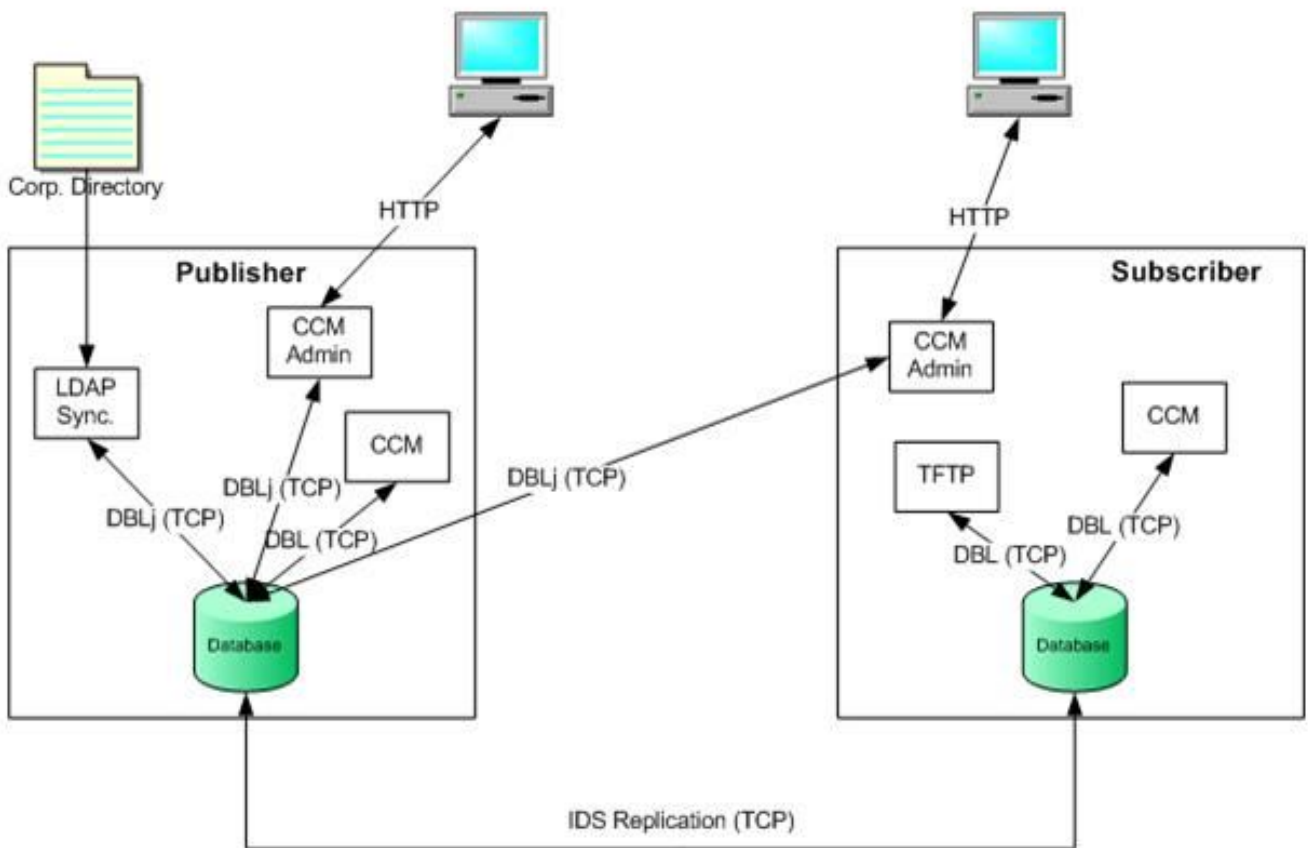 Corp. Directory
HTTP
HTTP
Publisher
Subscriber
CCM
Admin
CCM
Admin
LDAP
Sync.
CCM
CCM
TFTP
DBLj (TCP)
DBLj (TCP)
DBLj (TCP)
DBL (TCP)
DBL (TCP)
DBL (TCP)
Database
Database
IDS Replication (TCP)